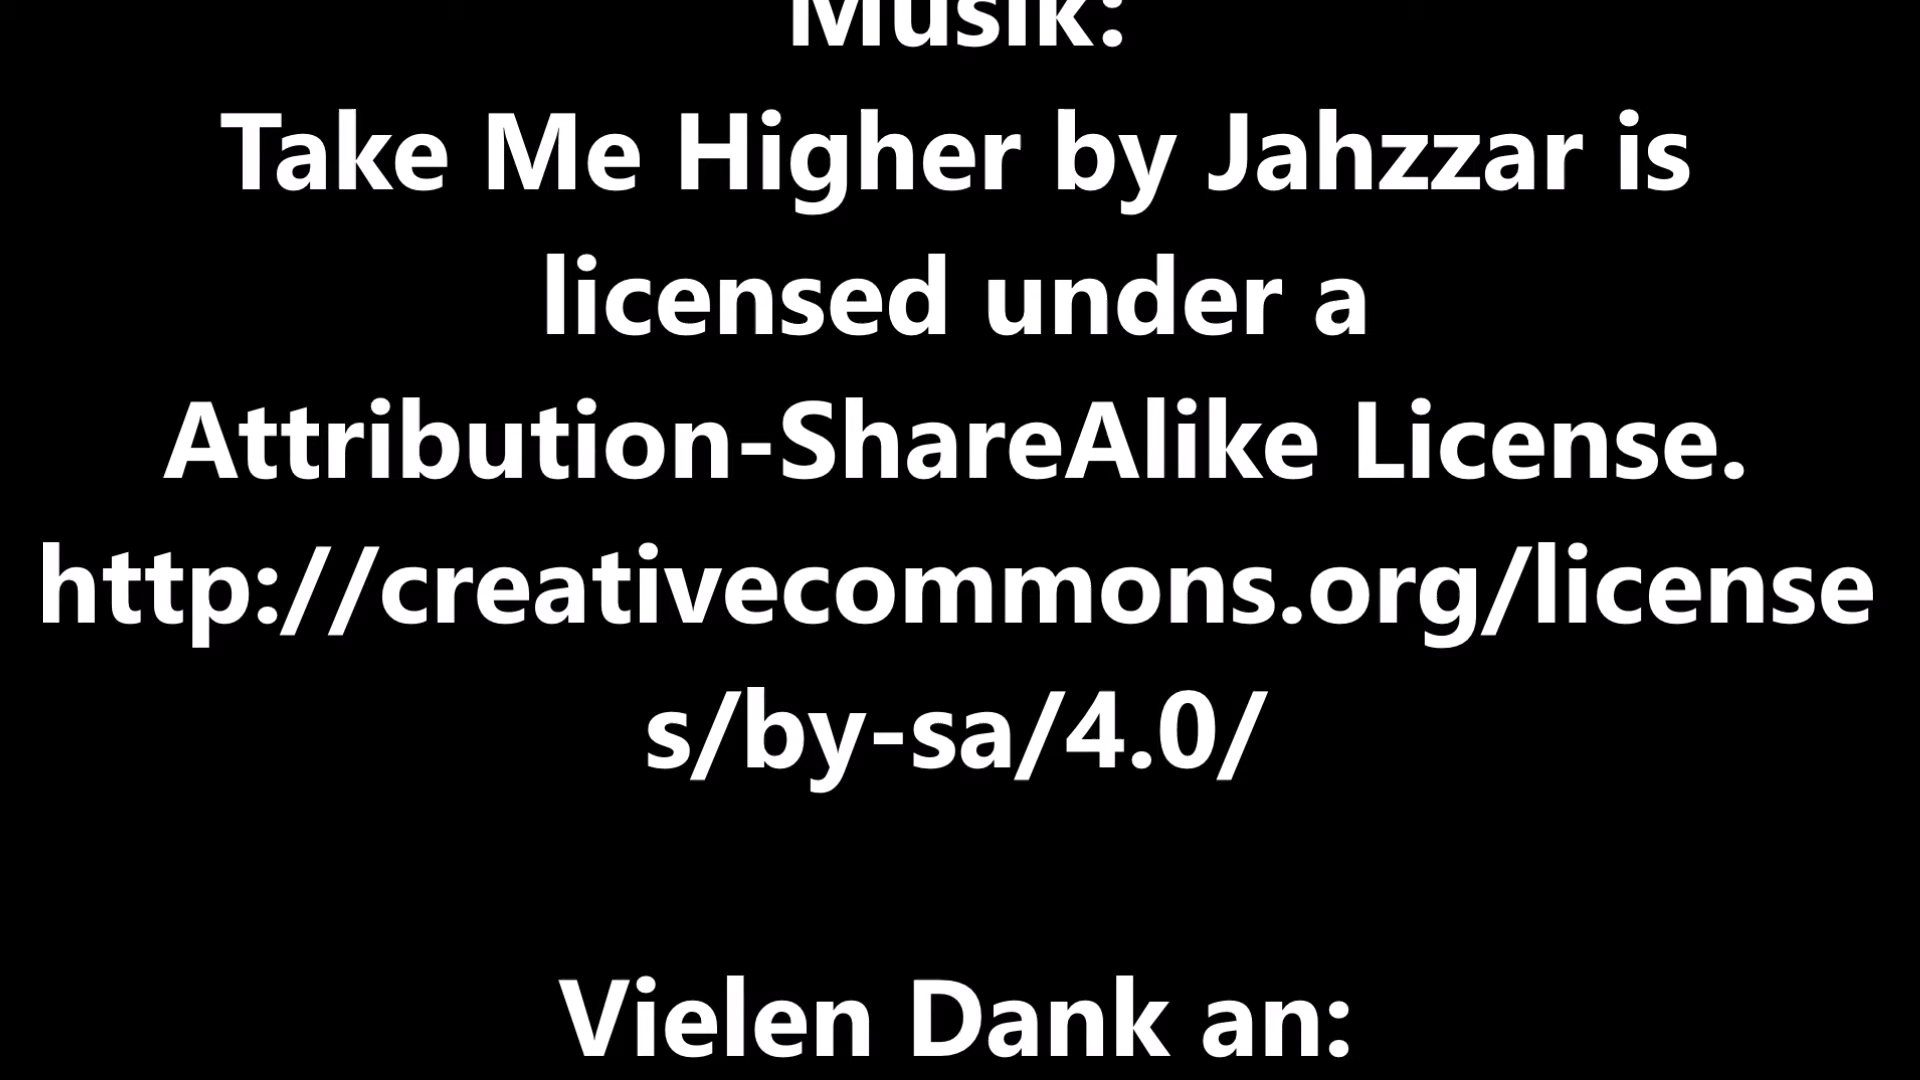 Musik:
Take Me Higher by Jahzzar is
licensed under a
Attribution-ShareAlike License.
http://creativecommons.org/license
s/by-sa/4.0/
Vielen Dank an: